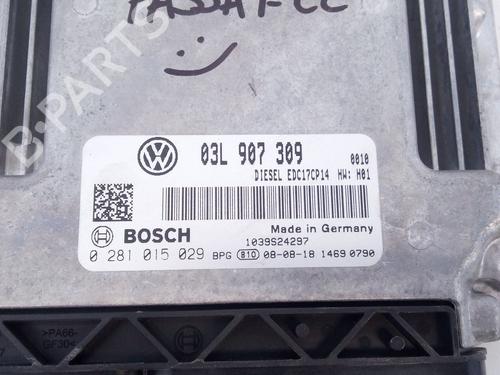 PASSAT-CC
B-PARTS
03L 907 309
0010
DIESEL EDC17CP14 HW: H01
Made in Germany
BOSCH
1039S24297
0 281 015 029 BPG 810 08-08-18 1469 0790
>PA66-
GF30<